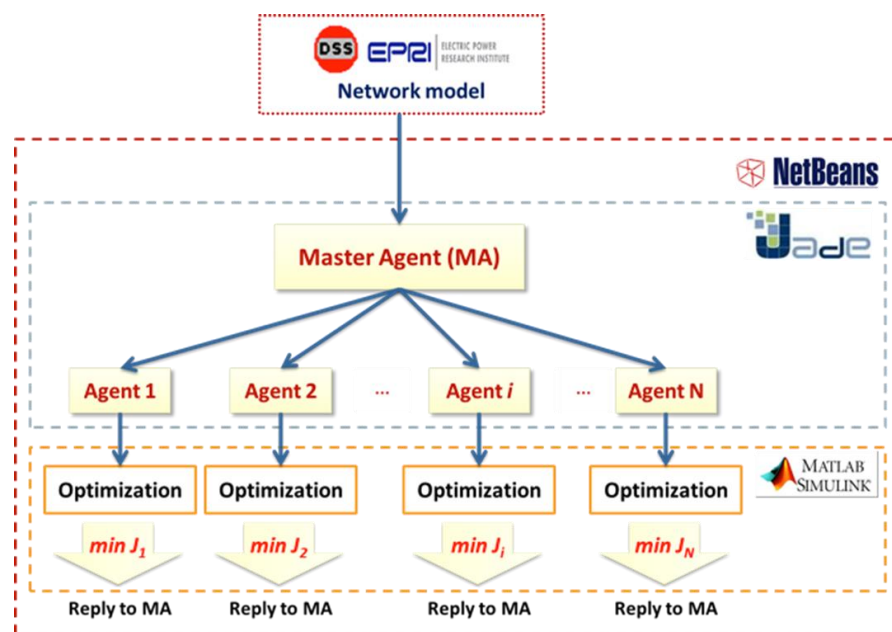 DSS EPRI ELECTRIC POWER
RESEARCH INSTITUTE
Network model
NetBeans
Jade
Master Agent (MA)
Agent 1 Agent 2 ... Agent i ... Agent N
Optimization Optimization Optimization Optimization
MATLAB
SIMULINK
min J1 min J2 min Ji min JN
Reply to MA Reply to MA Reply to MA Reply to MA